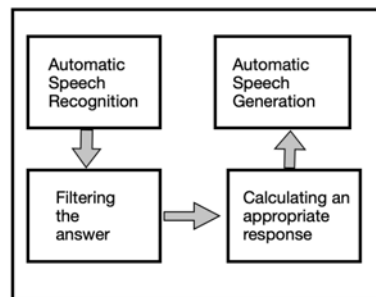 Automatic
Speech
Recognition
Automatic
Speech
Generation
Filtering
the
answer
Calculating an
appropriate
response